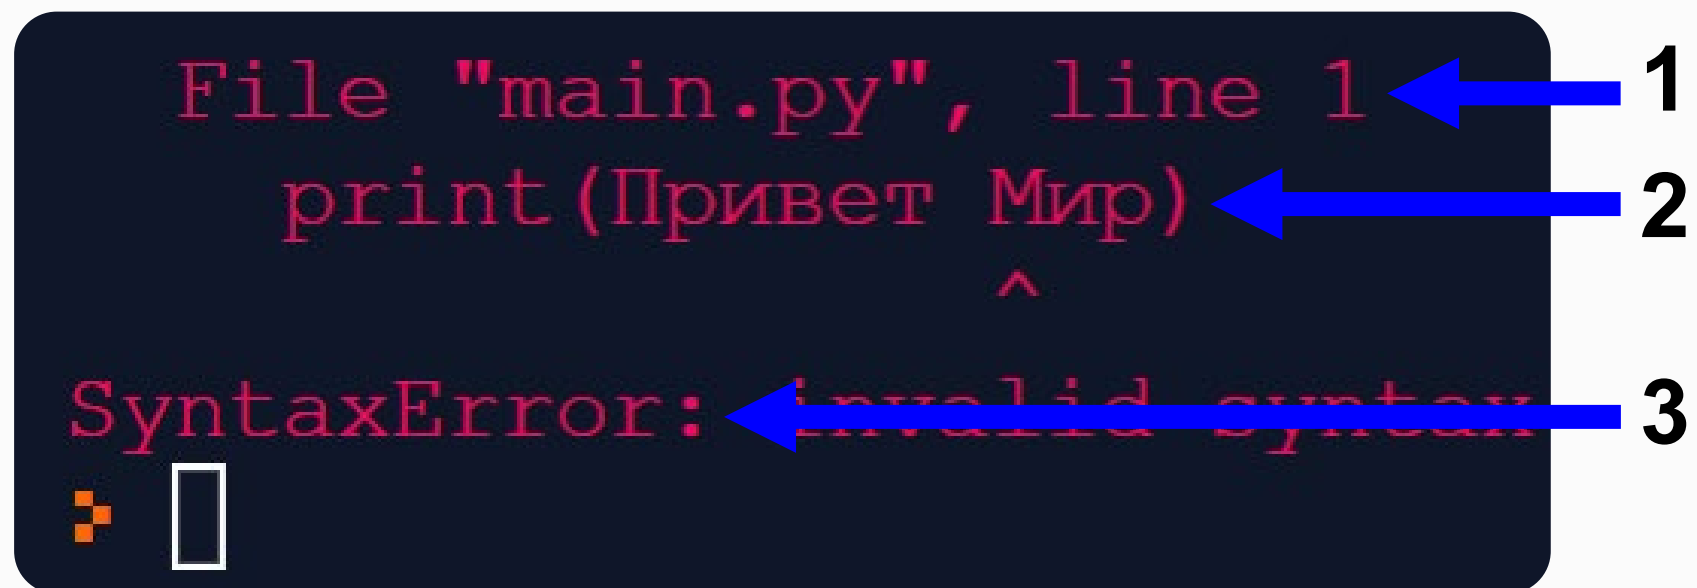 File "main.py", line 1 1
print(Привет Мир) 2
^
SyntaxError: invalid syntax 3